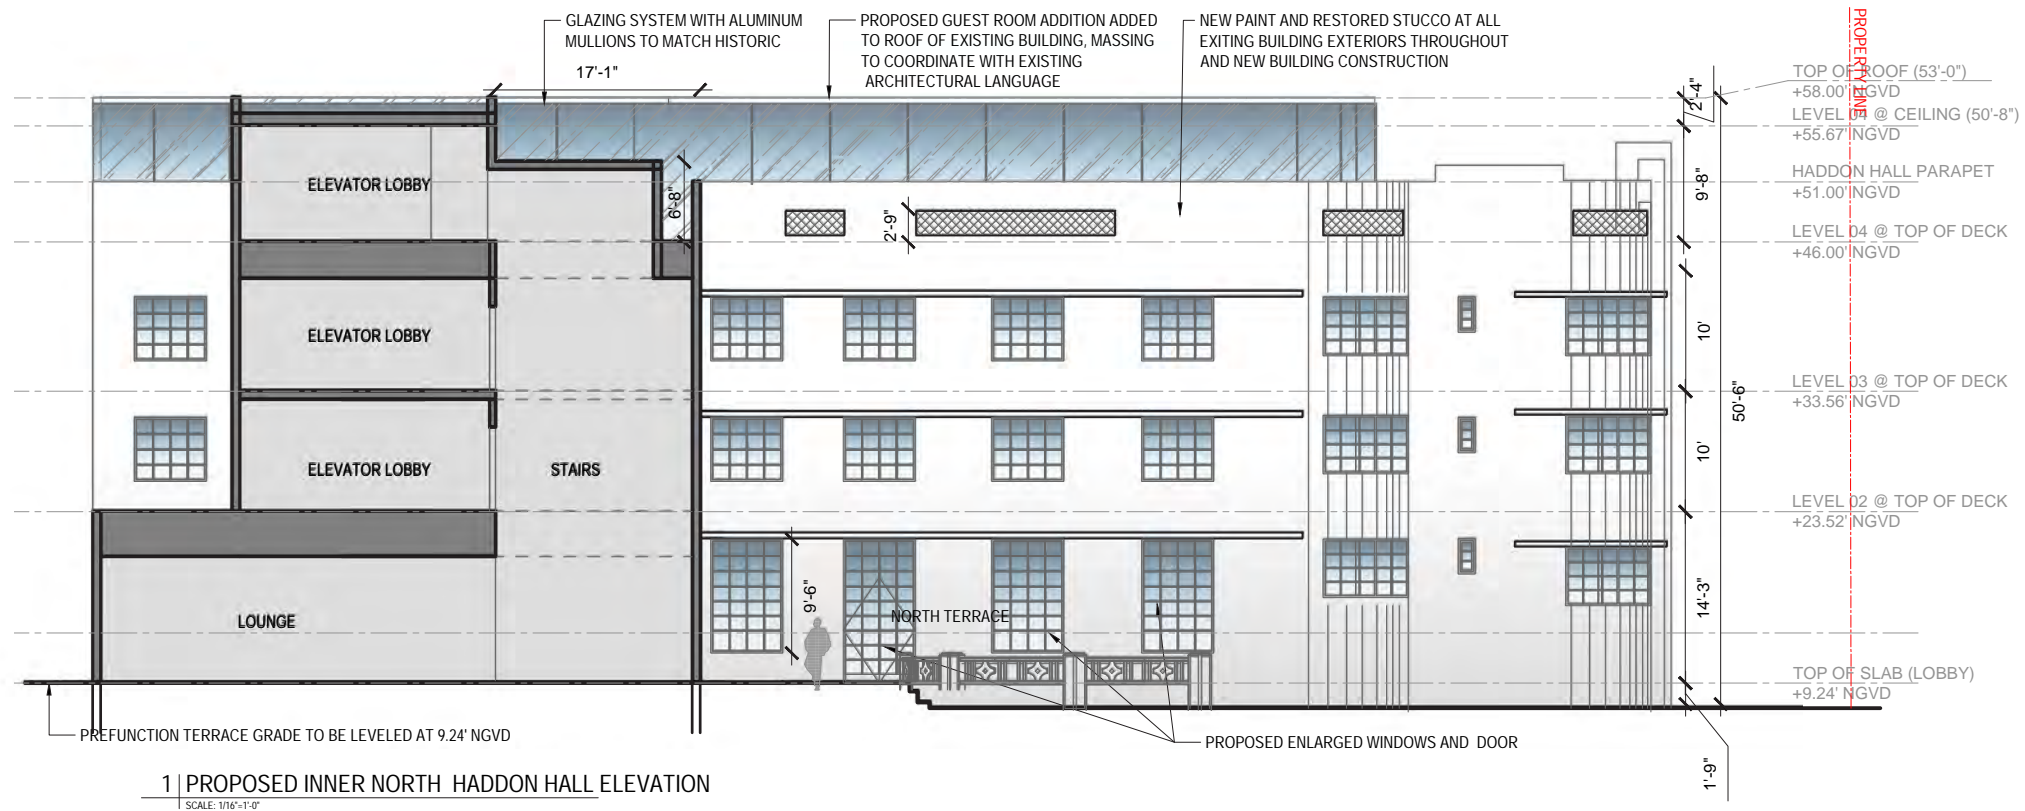 GLAZING SYSTEM WITH ALUMINUM
MULLIONS TO MATCH HISTORIC
PROPOSED GUEST ROOM ADDITION ADDED
TO ROOF OF EXISTING BUILDING, MASSING
TO COORDINATE WITH EXISTING
ARCHITECTURAL LANGUAGE
NEW PAINT AND RESTORED STUCCO AT ALL
EXITING BUILDING EXTERIORS THROUGHOUT
AND NEW BUILDING CONSTRUCTION
PROPERTY LINE
17'-1"
2'-4"
TOP OF ROOF (53'-0")
+58.00' NGVD
LEVEL 04 @ CEILING (50'-8")
+55.67' NGVD
HADDON HALL PARAPET
+51.00' NGVD
LEVEL 04 @ TOP OF DECK
+46.00' NGVD
LEVEL 03 @ TOP OF DECK
+33.56' NGVD
LEVEL 02 @ TOP OF DECK
+23.52' NGVD
TOP OF SLAB (LOBBY)
+9.24' NGVD
ELEVATOR LOBBY
6'-8"
2'-9"
9'-8"
ELEVATOR LOBBY
10'
50'-6"
ELEVATOR LOBBY
STAIRS
10'
LOUNGE
9'-6"
NORTH TERRACE
14'-3"
1'-9"
PREFUNCTION TERRACE GRADE TO BE LEVELED AT 9.24' NGVD
PROPOSED ENLARGED WINDOWS AND DOOR
1 PROPOSED INNER NORTH HADDON HALL ELEVATION
SCALE: 1/16"=1'-0"